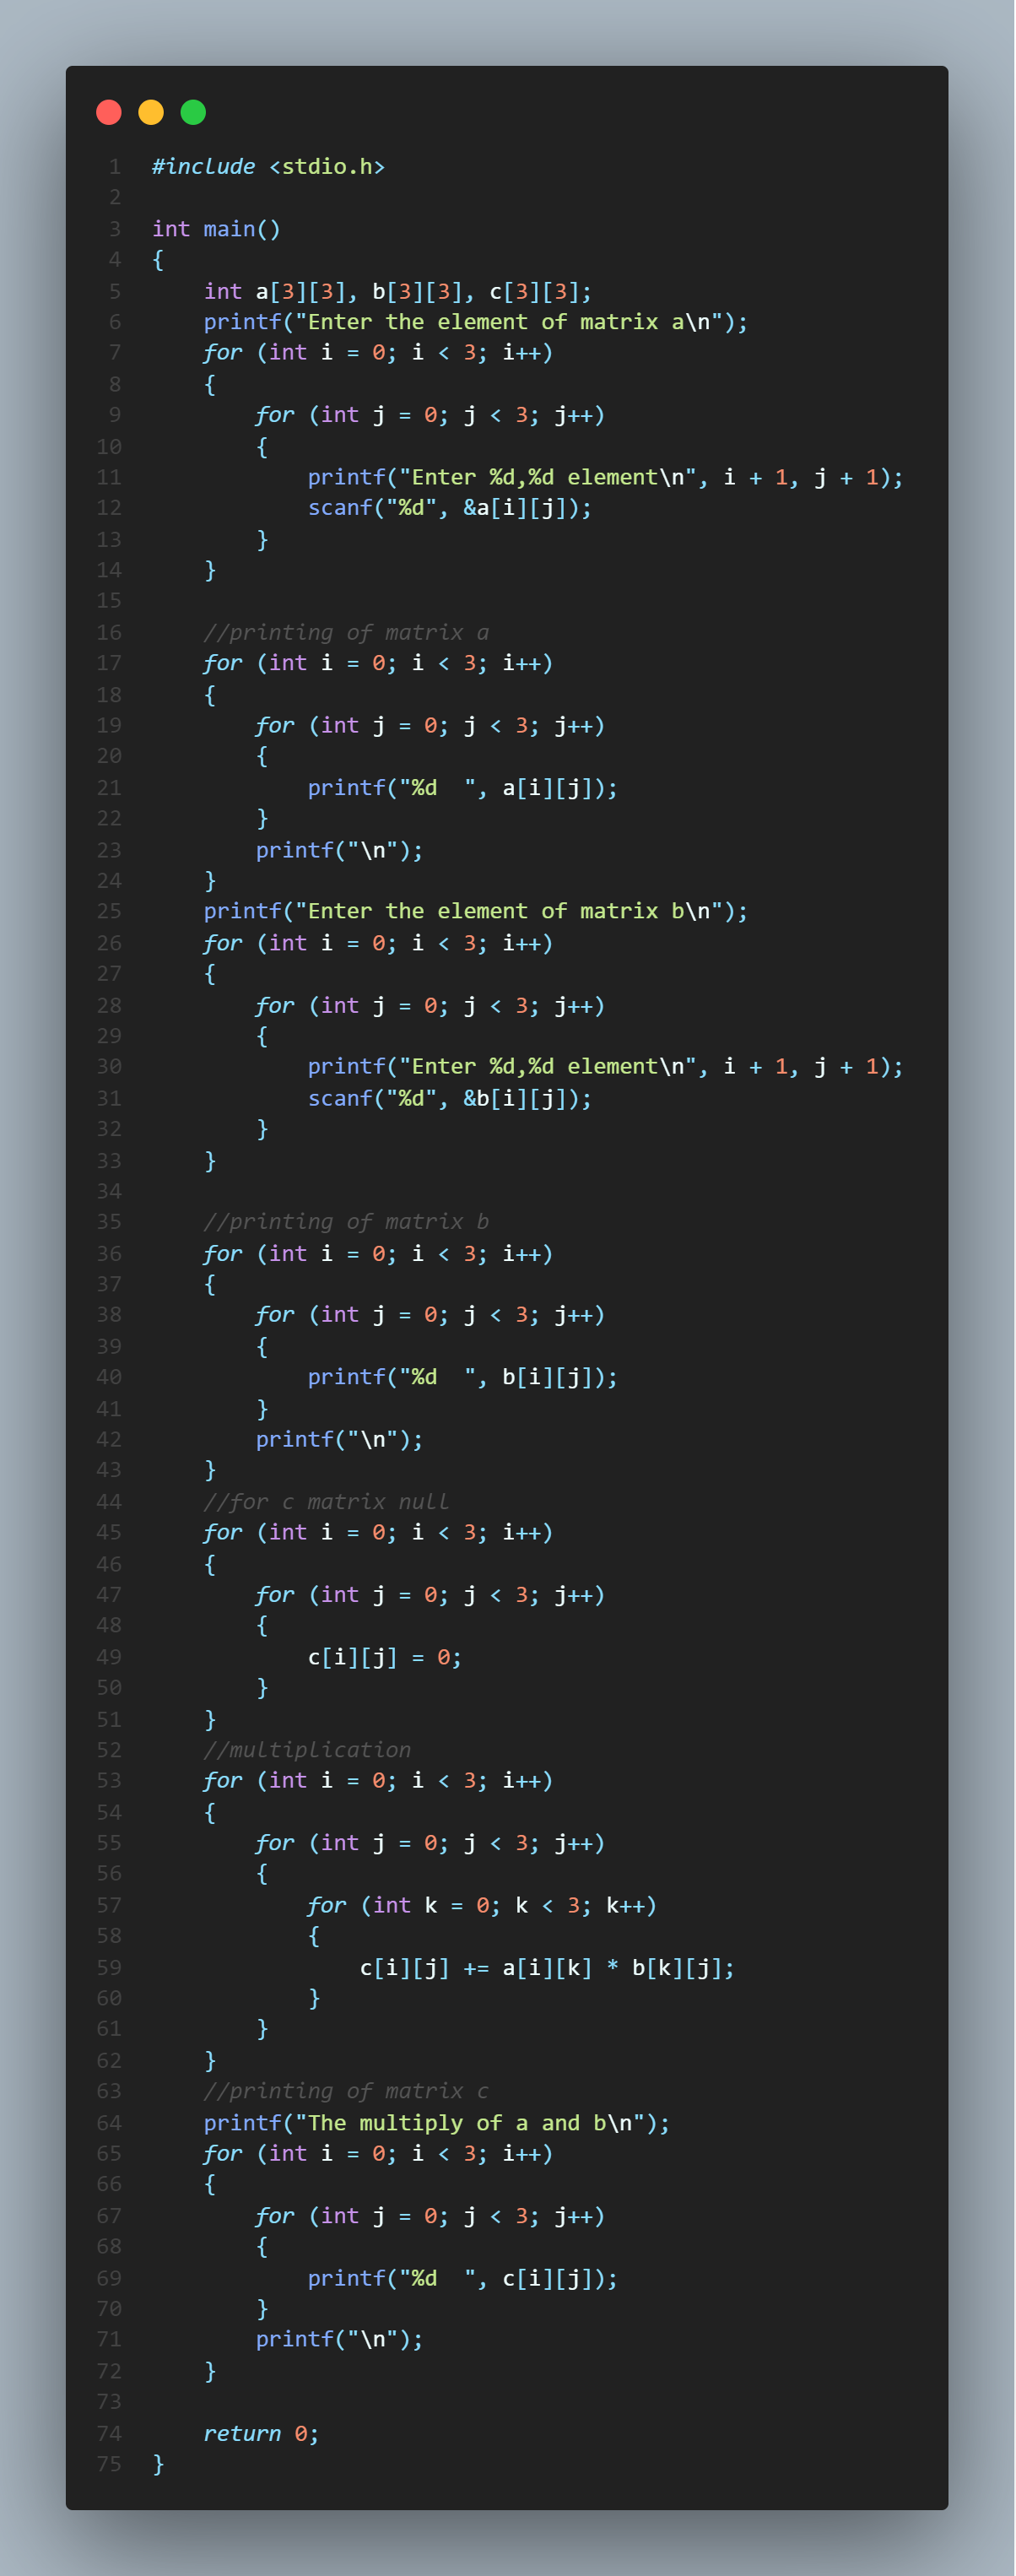 1 #include <stdio.h>
2
3 int main()
4 {
5     int a[3][3], b[3][3], c[3][3];
6     printf("Enter the element of matrix a\n");
7     for (int i = 0; i < 3; i++)
8     {
9         for (int j = 0; j < 3; j++)
10         {
11             printf("Enter %d,%d element\n", i + 1, j + 1);
12             scanf("%d", &a[i][j]);
13         }
14     }
15
16     //printing of matrix a
17     for (int i = 0; i < 3; i++)
18     {
19         for (int j = 0; j < 3; j++)
20         {
21             printf("%d  ", a[i][j]);
22         }
23         printf("\n");
24     }
25     printf("Enter the element of matrix b\n");
26     for (int i = 0; i < 3; i++)
27     {
28         for (int j = 0; j < 3; j++)
29         {
30             printf("Enter %d,%d element\n", i + 1, j + 1);
31             scanf("%d", &b[i][j]);
32         }
33     }
34
35     //printing of matrix b
36     for (int i = 0; i < 3; i++)
37     {
38         for (int j = 0; j < 3; j++)
39         {
40             printf("%d  ", b[i][j]);
41         }
42         printf("\n");
43     }
44     //for c matrix null
45     for (int i = 0; i < 3; i++)
46     {
47         for (int j = 0; j < 3; j++)
48         {
49             c[i][j] = 0;
50         }
51     }
52     //multiplication
53     for (int i = 0; i < 3; i++)
54     {
55         for (int j = 0; j < 3; j++)
56         {
57             for (int k = 0; k < 3; k++)
58             {
59                 c[i][j] += a[i][k] * b[k][j];
60             }
61         }
62     }
63     //printing of matrix c
64     printf("The multiply of a and b\n");
65     for (int i = 0; i < 3; i++)
66     {
67         for (int j = 0; j < 3; j++)
68         {
69             printf("%d  ", c[i][j]);
70         }
71         printf("\n");
72     }
73
74     return 0;
75 }